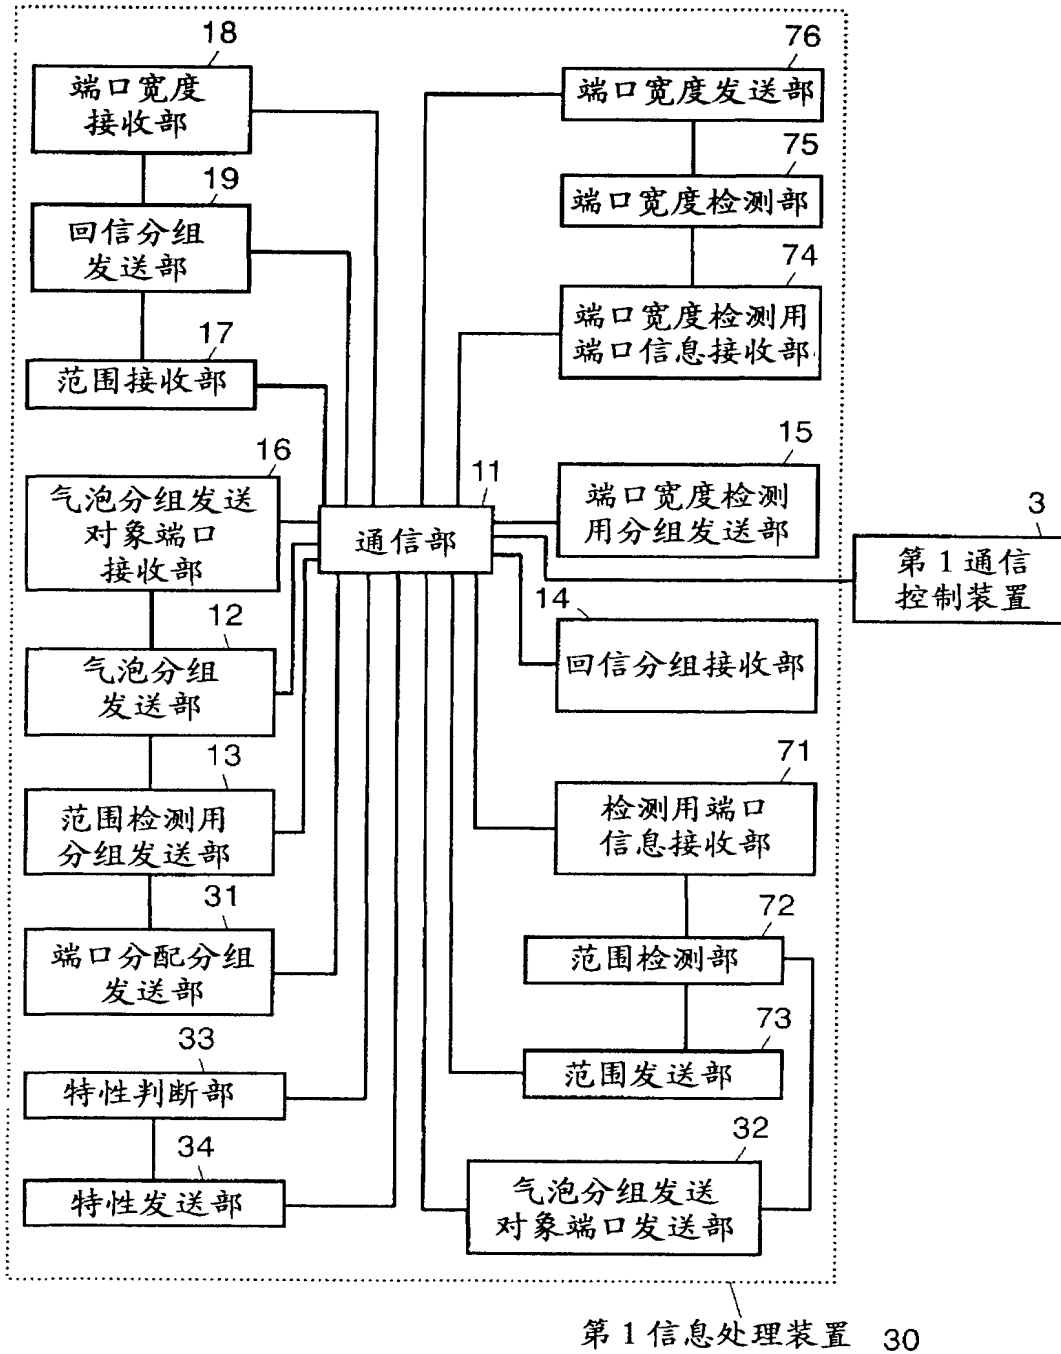 18
端口宽度
接收部
19
回信分组
发送部
17
范围接收部
16
气泡分组发送
对象端口
接收部
12
气泡分组
发送部
13
范围检测用
分组发送部
31
端口分配分组
发送部
33
特性判断部
34
特性发送部
11
通信部
76
端口宽度发送部
75
端口宽度检测部
74
端口宽度检测用
端口信息接收部
15
端口宽度检测
用分组发送部
14
回信分组接收部
71
检测用端口
信息接收部
72
范围检测部
73
范围发送部
32
气泡分组发送
对象端口发送部
3
第1通信
控制装置
第1信息处理装置 30